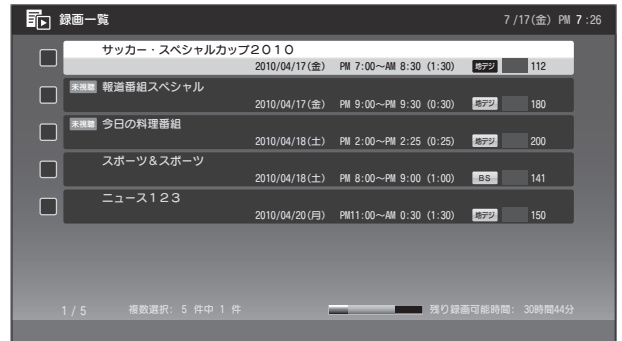 録画一覧 7 /17(金) PM 7:26
サッカー・スペシャルカップ2010
2010/04/17(金) PM 7:00～AM 8:30 (1:30) 地デジ 112
未視聴 報道番組スペシャル
2010/04/17(金) PM 9:00～PM 9:30 (0:30) 地デジ 180
未視聴 今日の料理番組
2010/04/18(土) PM 2:00～PM 2:25 (0:25) 地デジ 200
スポーツ＆スポーツ
2010/04/18(土) PM 8:00～PM 9:00 (1:00) BS 141
ニュース123
2010/04/20(月) PM11:00～AM 0:30 (1:30) 地デジ 150
1 / 5 複数選択: 5 件中 1 件 残り録画可能時間: 30時間44分